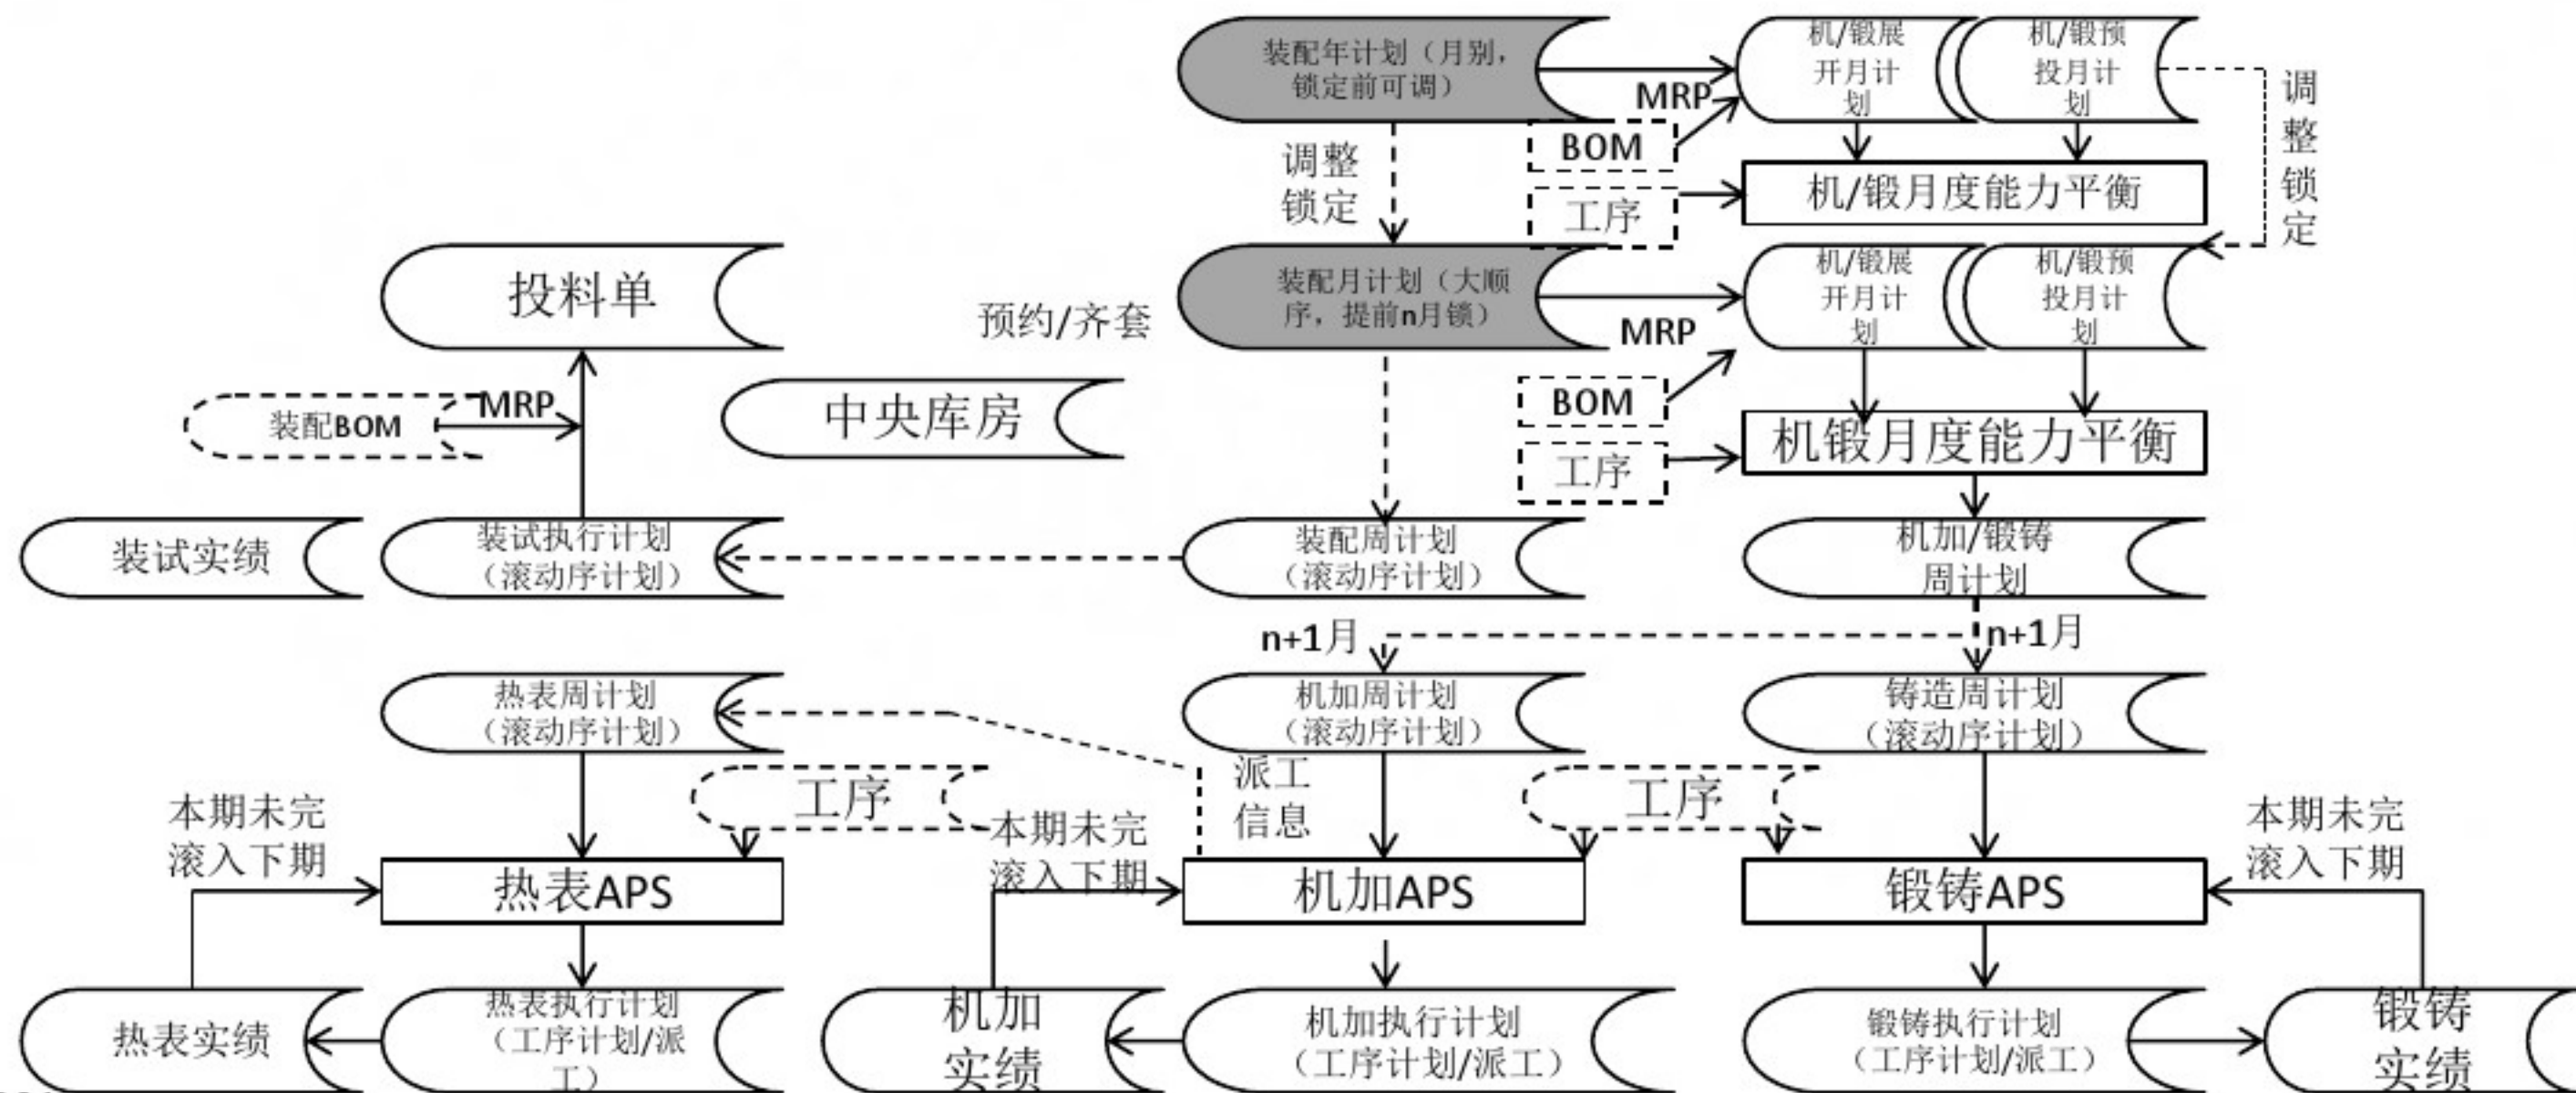 装配年计划（月别，
锁定前可调）
MRP
机/锻展
开月计
划
机/锻预
投月计
划
调
整
锁
定
BOM
工序
调整
锁定
机/锻月度能力平衡
投料单
预约/齐套
装配月计划（大顺
序，提前n月锁）
MRP
机/锻展
开月计
划
机/锻预
投月计
划
装配BOM
MRP
中央库房
BOM
工序
机锻月度能力平衡
装试实绩
装试执行计划
（滚动序计划）
装配周计划
（滚动序计划）
机加/锻铸
周计划
n+1月
n+1月
热表周计划
（滚动序计划）
机加周计划
（滚动序计划）
铸造周计划
（滚动序计划）
本期未完
滚入下期
工序
本期未完
滚入下期
派工
信息
工序
本期未完
滚入下期
热表APS
机加APS
锻铸APS
热表实绩
热表执行计划
（工序计划/派
工）
机加
实绩
机加执行计划
（工序计划/派工）
锻铸执行计划
（工序计划/派工）
锻铸
实绩